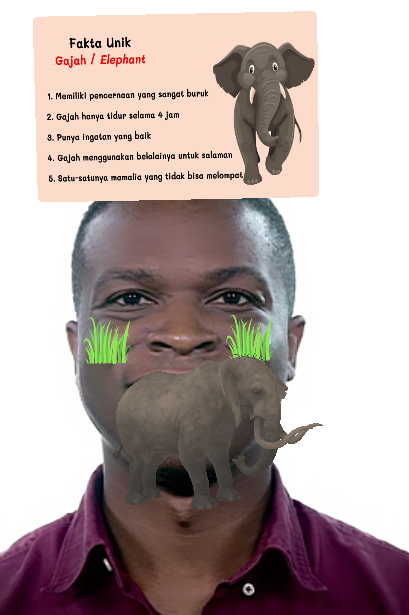 Fakta Unik
Gajah / Elephant
1. Memiliki pencernaan yang sangat buruk
2. Gajah hanya tidur selama 4 jam
3. Punya ingatan yang baik
4. Gajah menggunakan belalainya untuk salaman
5. Satu-satunya mamalia yang tidak bisa melompat